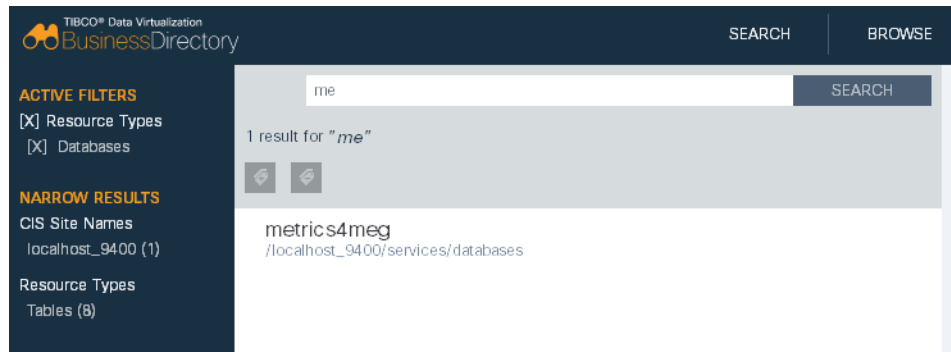 TIBCO® Data Virtualization
BusinessDirectory
SEARCH
BROWSE
ACTIVE FILTERS
[X] Resource Types
[X] Databases
NARROW RESULTS
CIS Site Names
localhost_9400 (1)
Resource Types
Tables (8)
me
SEARCH
1 result for "me"
metrics4meg
/localhost_9400/services/databases